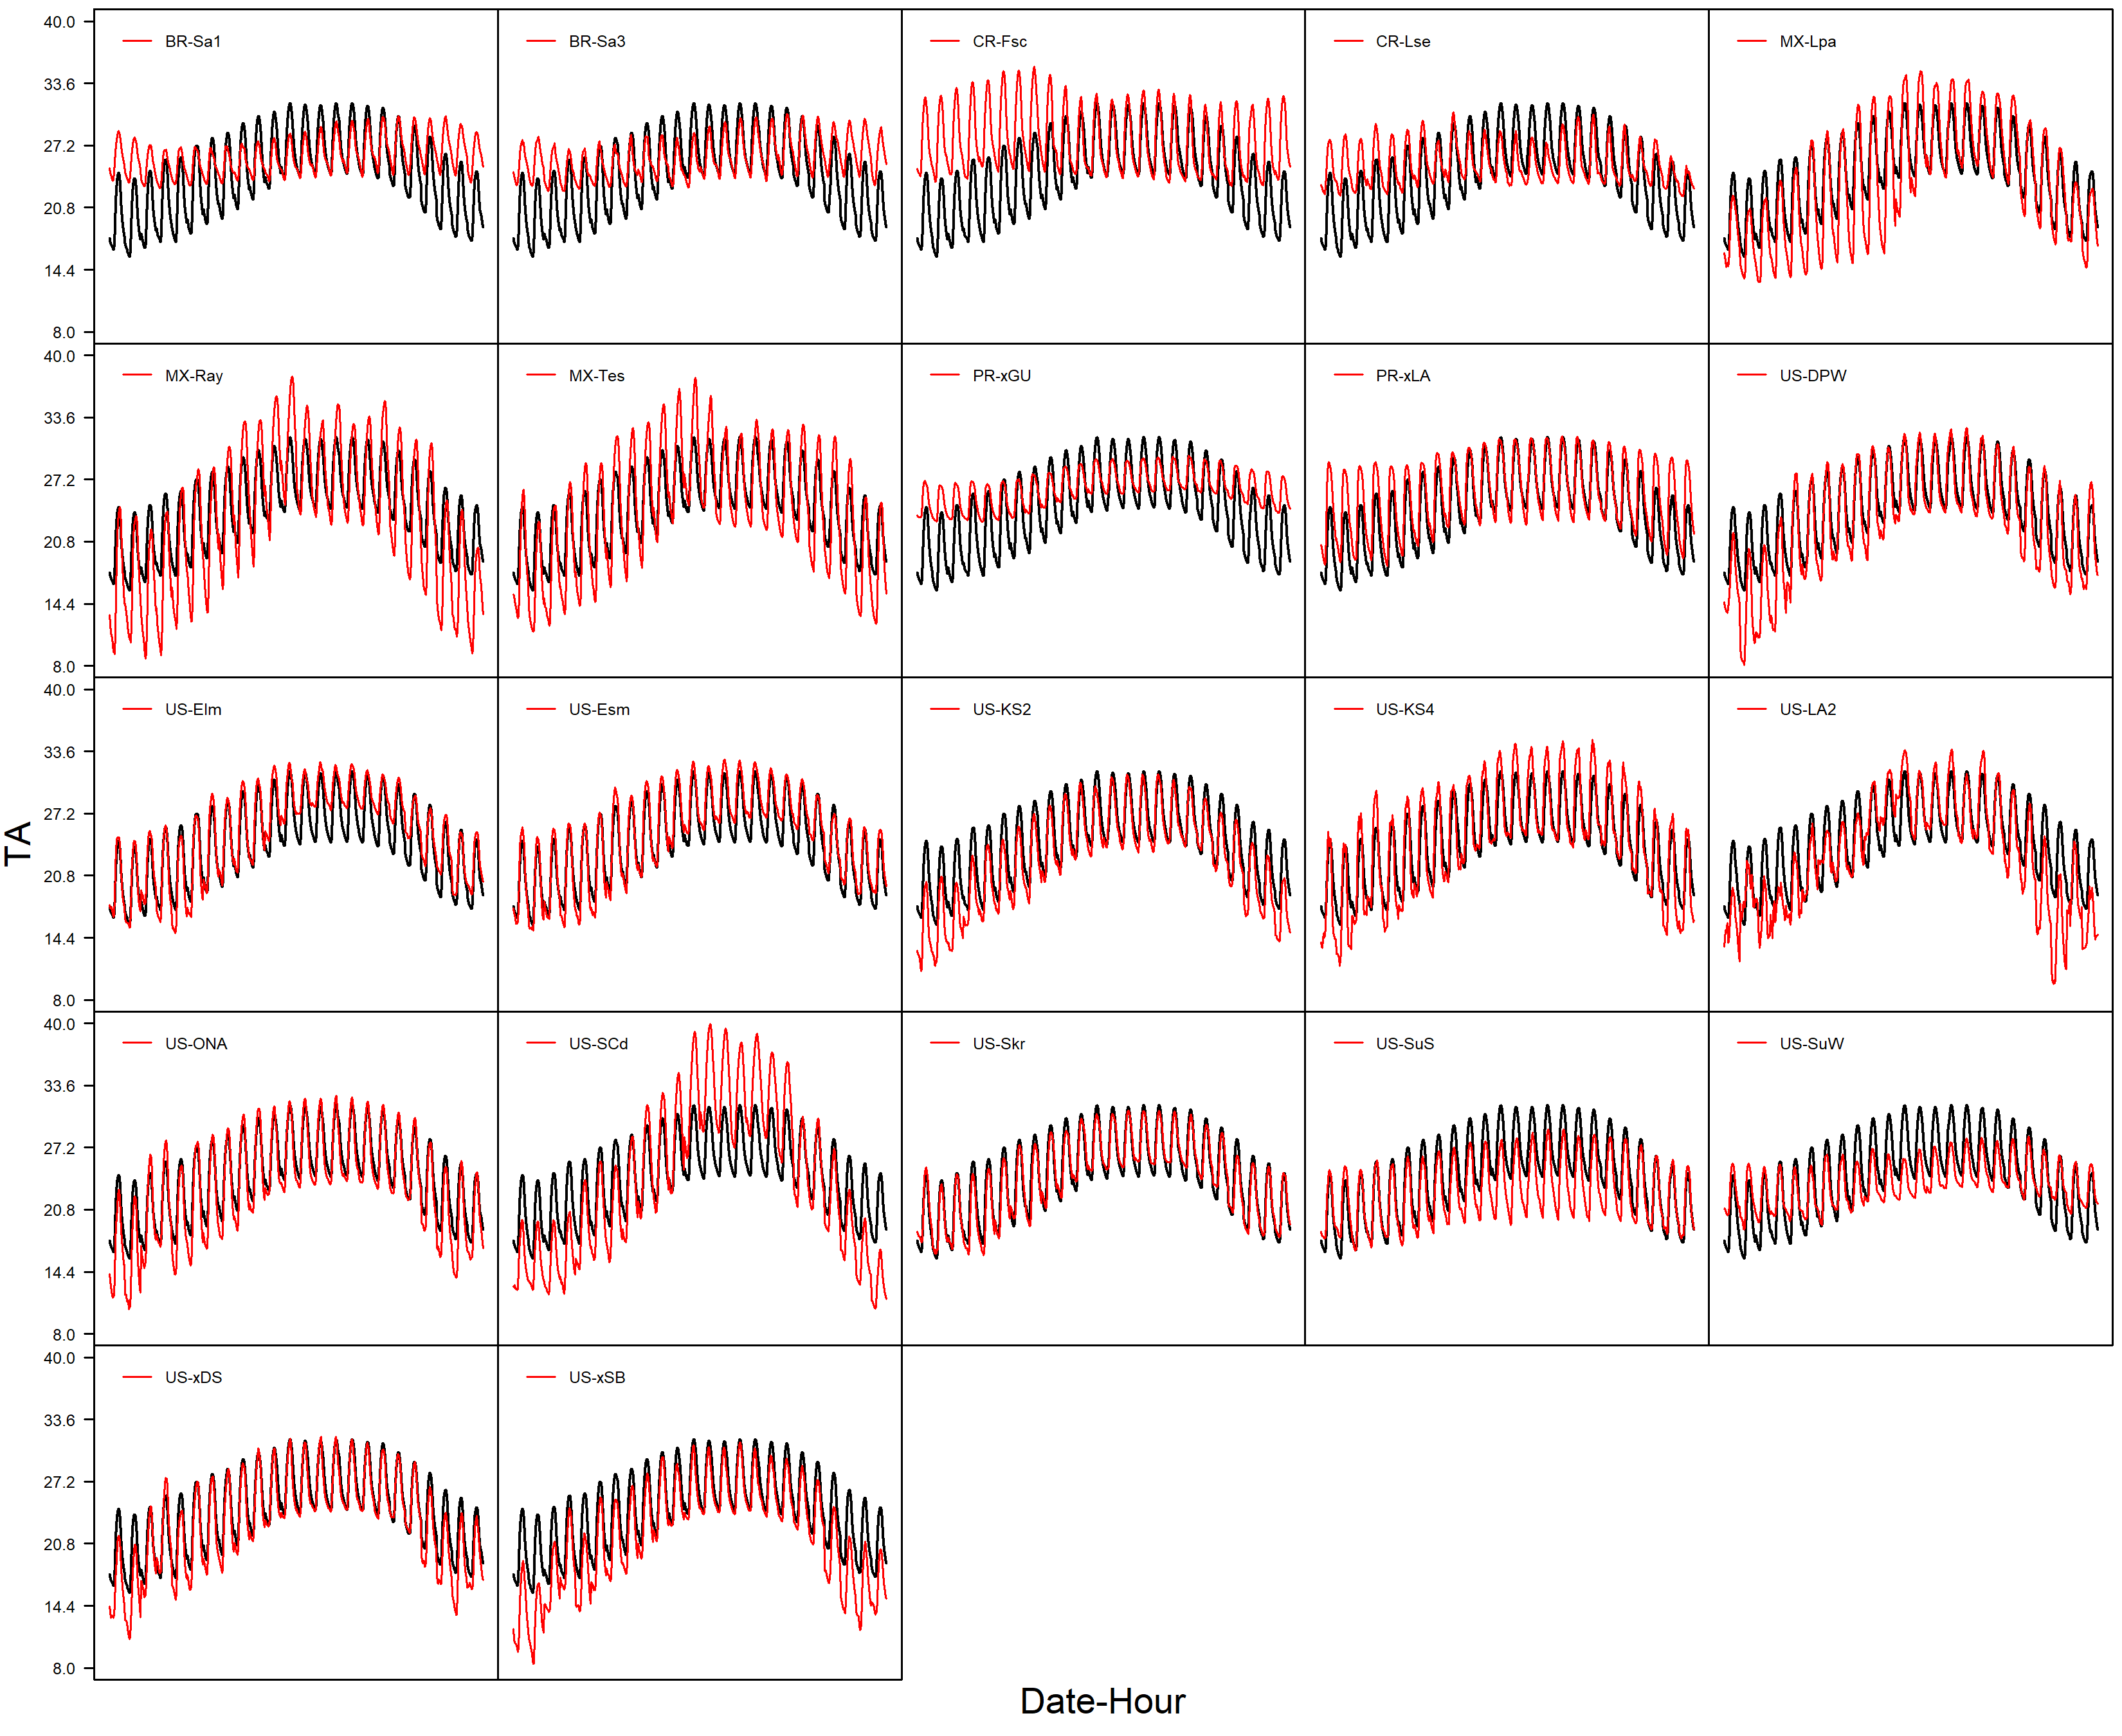 TA
40.0
33.6
27.2
20.8
14.4
8.0
BR-Sa1
BR-Sa3
CR-Fsc
CR-Lse
MX-Lpa
40.0
33.6
27.2
20.8
14.4
8.0
MX-Ray
MX-Tes
PR-xGU
PR-xLA
US-DPW
40.0
33.6
27.2
20.8
14.4
8.0
US-Elm
US-Esm
US-KS2
US-KS4
US-LA2
40.0
33.6
27.2
20.8
14.4
8.0
US-ONA
US-SCd
US-Skr
US-SuS
US-SuW
40.0
33.6
27.2
20.8
14.4
8.0
US-xDS
US-xSB
Date-Hour